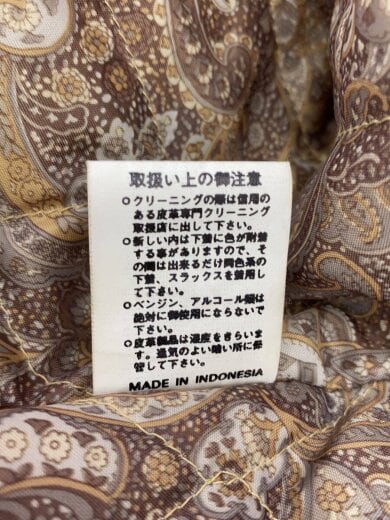 取扱い上の御注意
○クリーニングの際は信用の
ある皮革専門クリーニング
取扱店に出して下さい。
○新しい内は下着に色が附着
する事がありますので、そ
の間は出来るだけ同色系の
下着、スラックスを着用し
て下さい。
○ベンジン、アルコール類は
絶対に御使用にならないで
下さい。
○皮革製品は湿度をきらいま
す。通気のよい暗い所に保
管して下さい。
MADE IN INDONESIA